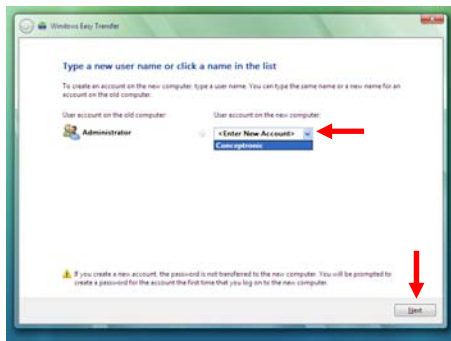 Windows Easy Transfer
Type a new user name or click a name in the list
To create an account on the new computer, type a user name. You can type the same name or a new name for an
account on the old computer.
User account on the old computer: User account on the new computer:
Administrator <Enter New Account>
Conceptronic
If you create a new account, the password is not transferred to the new computer. You will be prompted to
create a password for the account the first time that you log on to the new computer.
Next